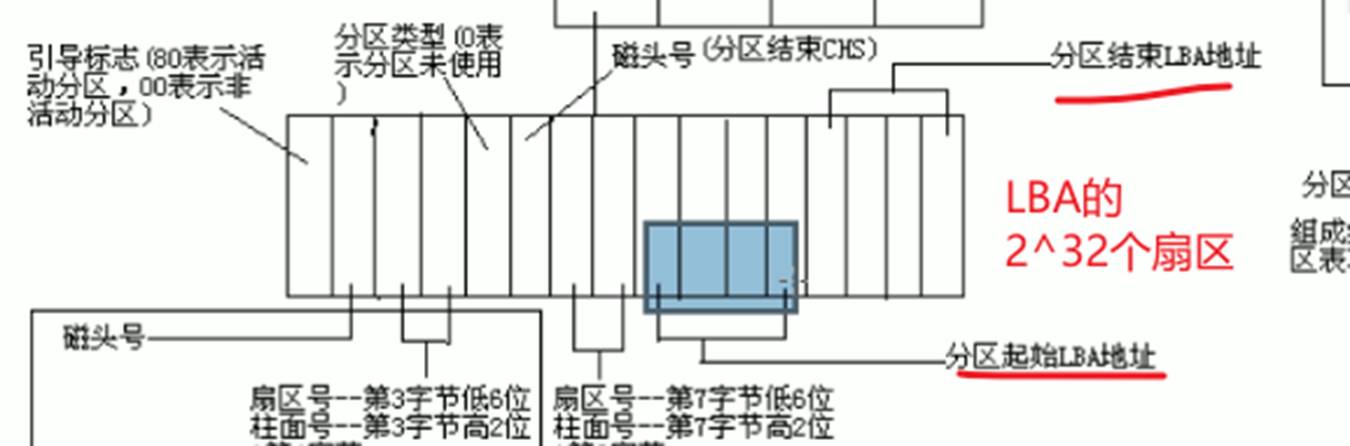 引导标志(80表示活
动分区，00表示非
活动分区)
分区类型(0表
示分区未使用
)
磁头号(分区结束CHS)
分区结束LBA地址
LBA的
2^32个扇区
分区
组成
区表
磁头号
分区起始LBA地址
扇区号--第3字节低6位
柱面号--第3字节高2位
扇区号--第7字节低6位
柱面号--第7字节高2位